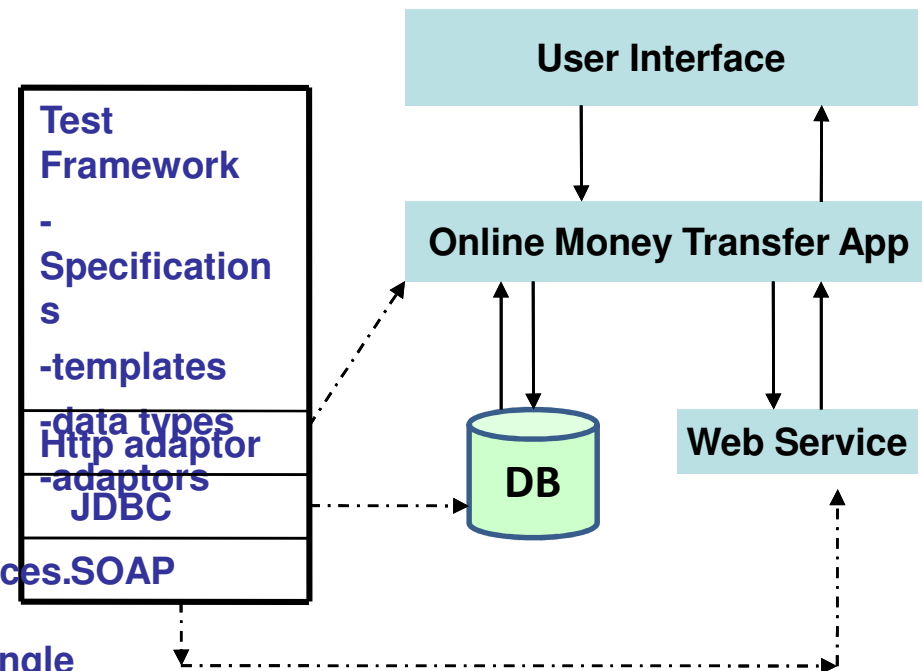 User Interface
Test
Framework
-
Specification
s
-templates
-data types
Http adaptor
-adaptors
JDBC
ces.SOAP
ngle
Online Money Transfer App
DB
Web Service